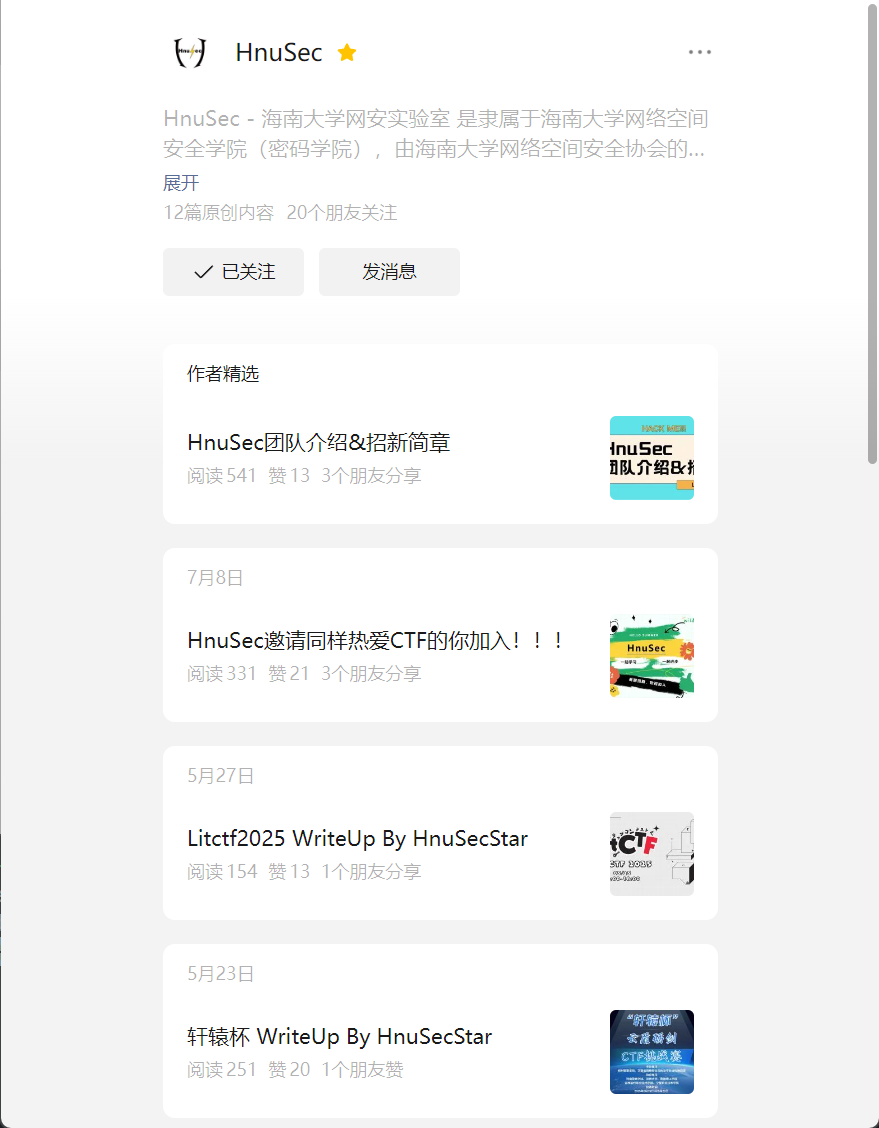 HnuSec
HnuSec - 海南大学网安实验室 是隶属于海南大学网络空间
安全学院（密码学院），由海南大学网络空间安全协会的...
展开
12篇原创内容 20个朋友关注
已关注 发消息
作者精选
HnuSec团队介绍&招新简章
阅读 541 赞 13 3个朋友分享
HACK ME!!!
HnuSec
团队介绍&招
7月8日
HnuSec邀请同样热爱CTF的你加入！！！
阅读 331 赞 21 3个朋友分享
HnuSec
5月27日
Litctf2025 WriteUp By HnuSecStar
阅读 154 赞 13 1个朋友分享
tCTF
CTF 2025
5月23日
轩辕杯 WriteUp By HnuSecStar
阅读 251 赞 20 1个朋友赞
“轩辕杯”
云盾砺剑
CTF挑战赛